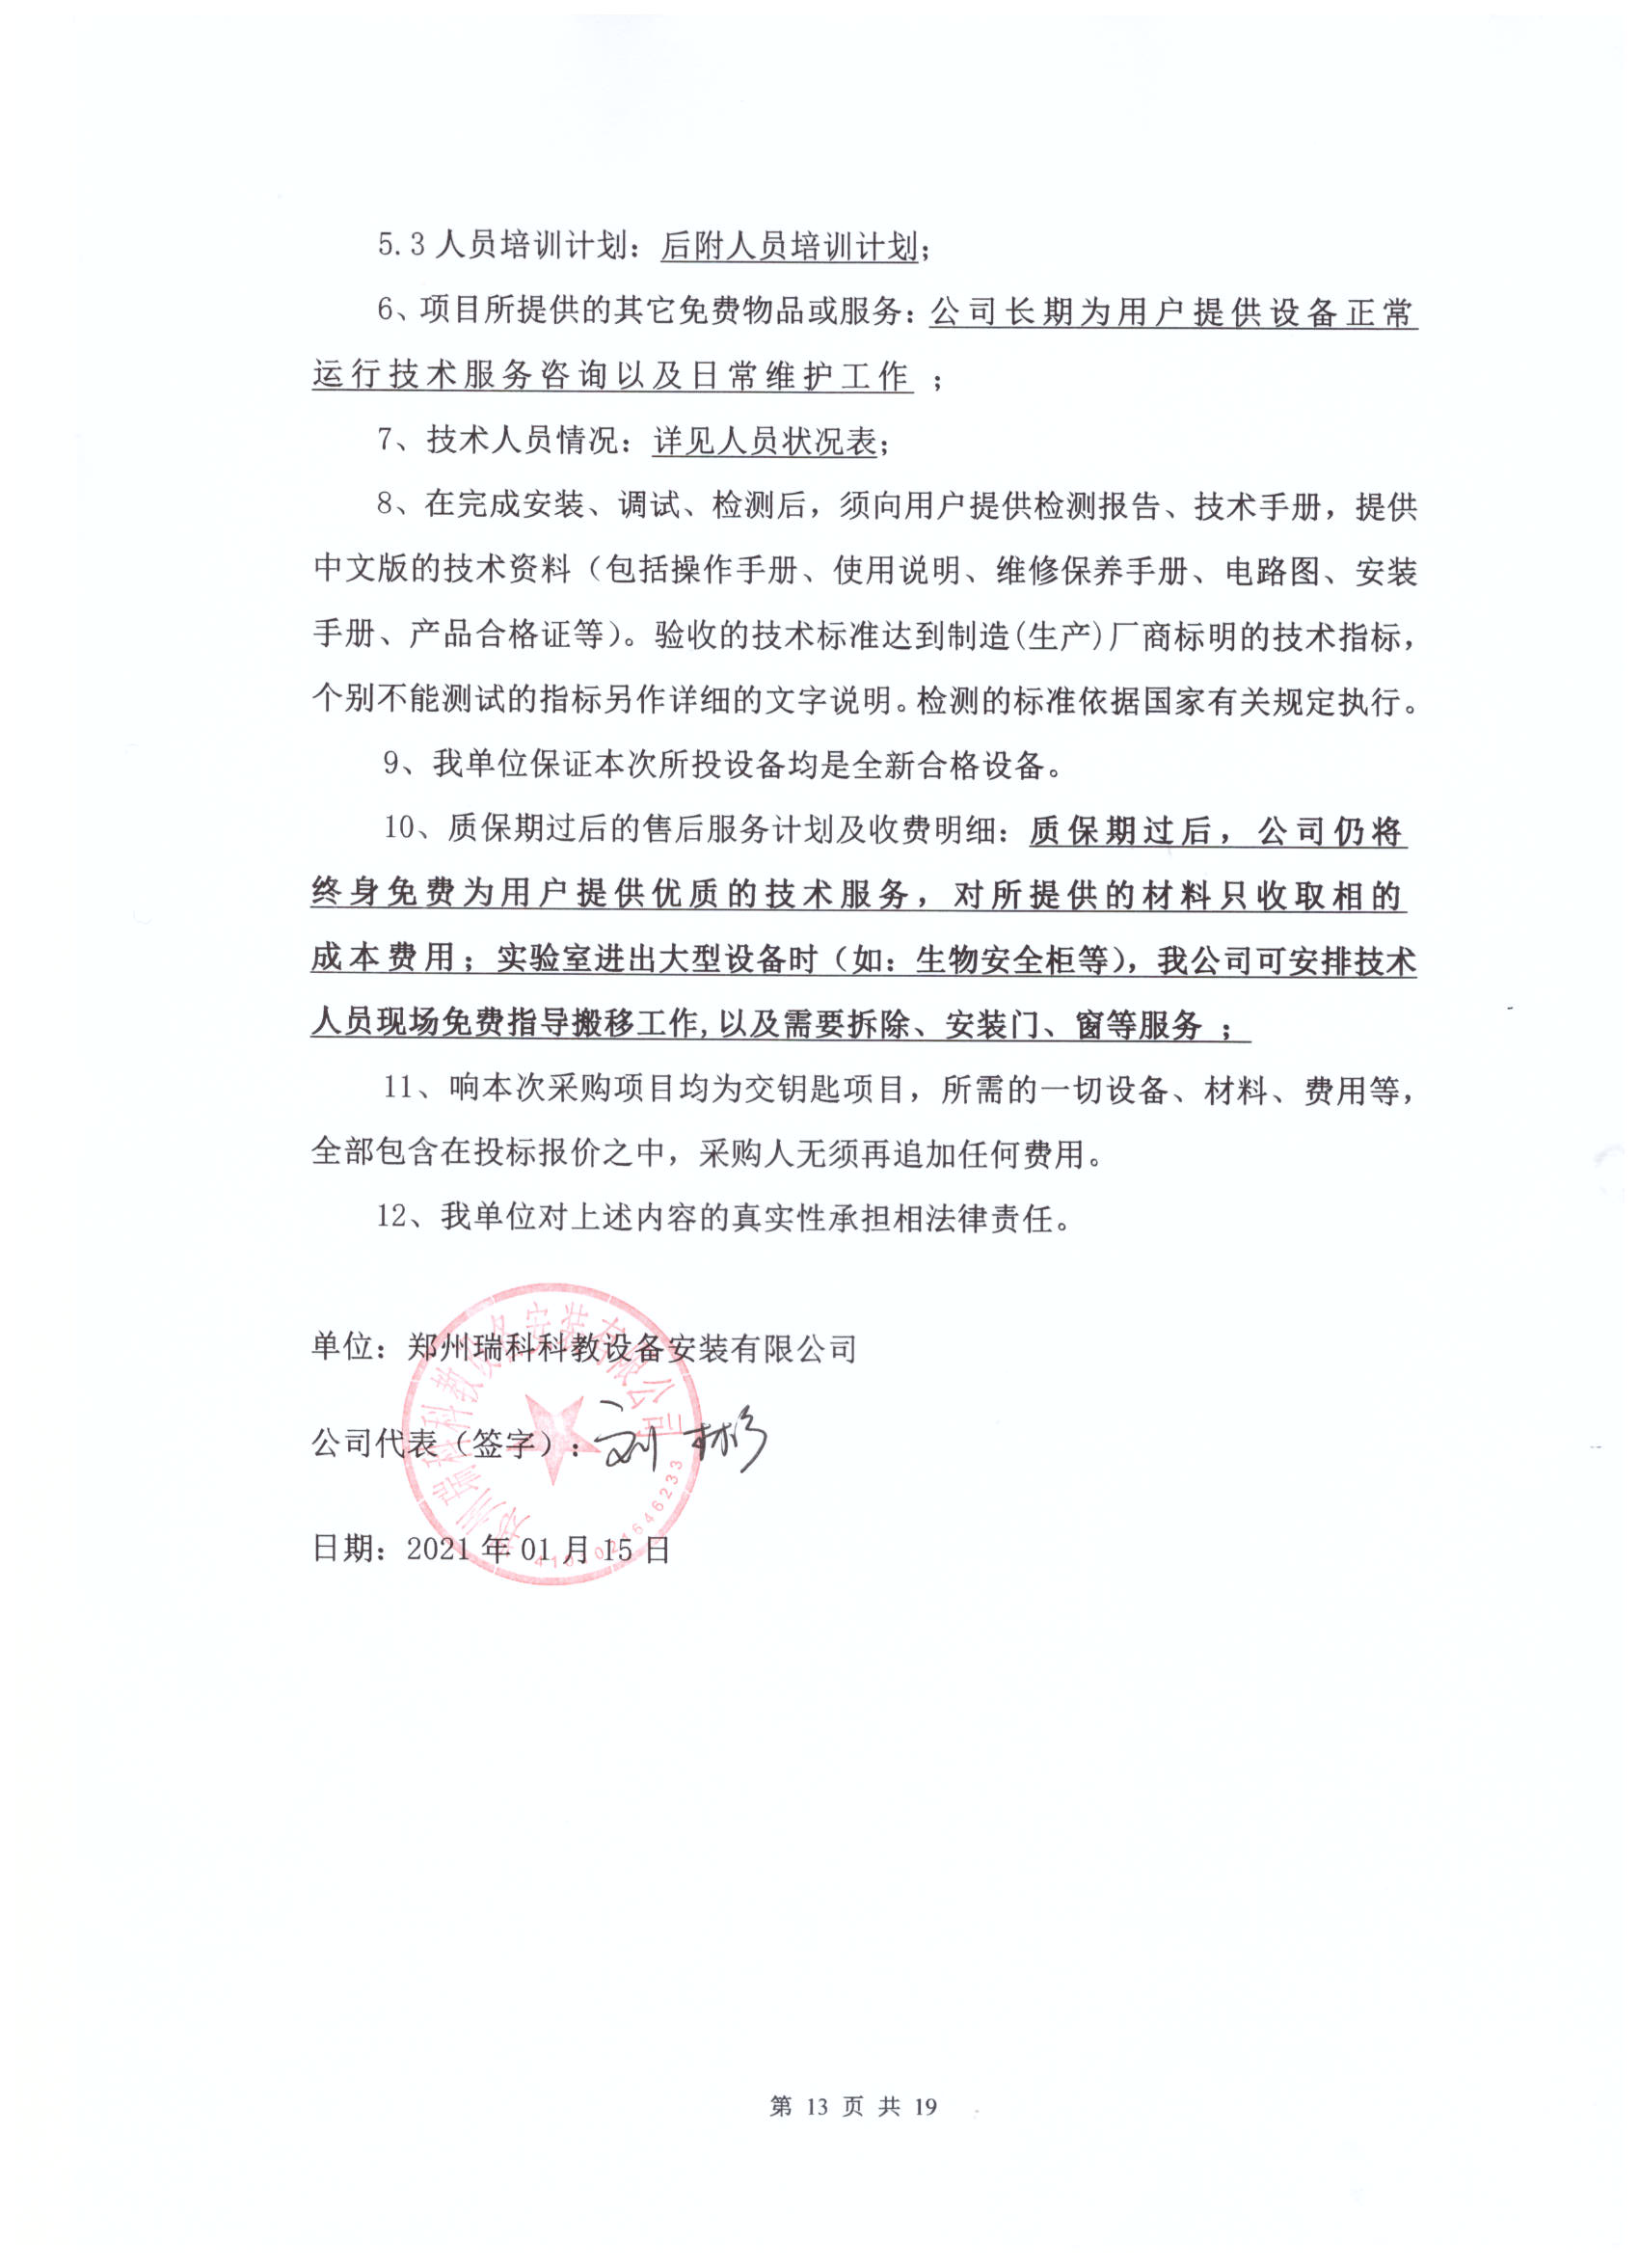 5.3 人员培训计划：后附人员培训计划；
6、项目所提供的其它免费物品或服务：公司长期为用户提供设备正常
运行技术服务咨询以及日常维护工作 ；
7、技术人员情况：详见人员状况表；
8、在完成安装、调试、检测后，须向用户提供检测报告、技术手册，提供
中文版的技术资料（包括操作手册、使用说明、维修保养手册、电路图、安装
手册、产品合格证等）。验收的技术标准达到制造(生产)厂商标明的技术指标，
个别不能测试的指标另作详细的文字说明。检测的标准依据国家有关规定执行。
9、我单位保证本次所投设备均是全新合格设备。
10、质保期过后的售后服务计划及收费明细：质保期过后，公司仍将
终身免费为用户提供优质的技术服务，对所提供的材料只收取相的
成本费用；实验室进出大型设备时（如：生物安全柜等），我公司可安排技术
人员现场免费指导搬移工作,以及需要拆除、安装门、窗等服务 ；
11、响本次采购项目均为交钥匙项目，所需的一切设备、材料、费用等，
全部包含在投标报价之中，采购人无须再追加任何费用。
12、我单位对上述内容的真实性承担相法律责任。
单位：郑州瑞科科教设备安装有限公司
公司代表（签字）：刘彬
日期：2021 年 01 月 15 日
郑州瑞科科教设备安装有限公司
第 13 页 共 19